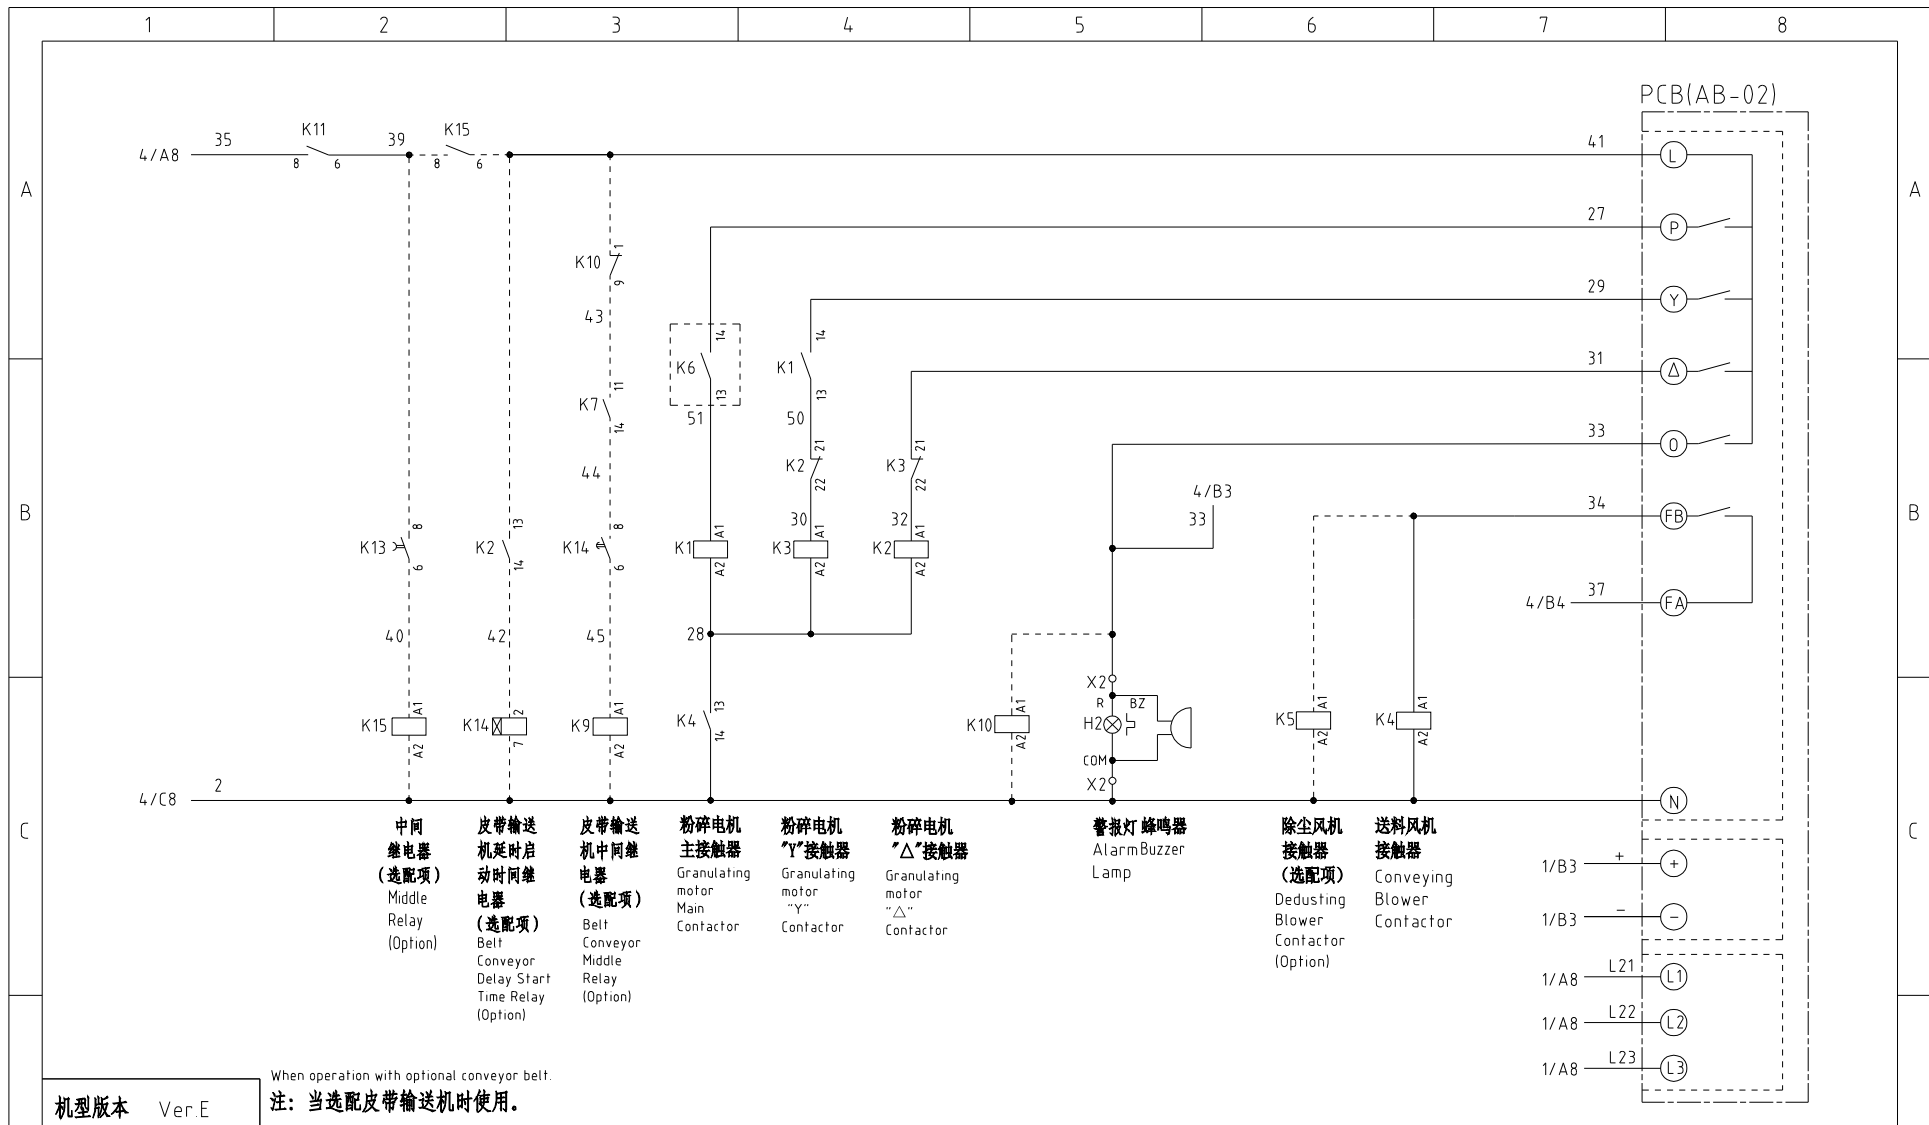 1 2 3 4 5 6 7 8
PCB(AB-02)
4/A8 35 K11 8 6 39 K15 8 6 41 L
A A
27 P
K10 1 9
43
29 Y
K6 14 13
K1 14 13
31 Δ
K7 11 14
51
50
33 O
44
K2 21 22
K3 21 22
4/B3
33
B B
34 FB
K13 8 6
K2 13 14
K14 8 6
30
32
K1 A1 A2
K3 A1 A2
K2 A1 A2
4/B4 37 FA
40 42 45 28
X2
R BZ
K15 A1 A2
K14 2 7
K9 A1 A2
K4 13 14
K10 A1 A2
H2
K5 A1 A2
K4 A1 A2
COM
X2
4/C8 2 N
C C
中间
继电器
(选配项)
Middle
Relay
(Option)
皮带输送
机延时启
动时间继
电器
(选配项)
Belt
Conveyor
Delay Start
Time Relay
(Option)
皮带输送
机中间继
电器
(选配项)
Belt
Conveyor
Middle
Relay
(Option)
粉碎电机
主接触器
Granulating
motor
Main
Contactor
粉碎电机
"Y"接触器
Granulating
motor
"Y"
Contactor
粉碎电机
"△"接触器
Granulating
motor
"△"
Contactor
警报灯 蜂鸣器
AlarmBuzzer
Lamp
除尘风机
接触器
(选配项)
Dedusting
Blower
Contactor
(Option)
送料风机
接触器
Conveying
Blower
Contactor
1/B3 + +
1/B3 - -
1/A8 L21 L1
1/A8 L22 L2
1/A8 L23 L3
When operation with optional conveyor belt.
注: 当选配皮带输送机时使用。
机型版本 Ver.E